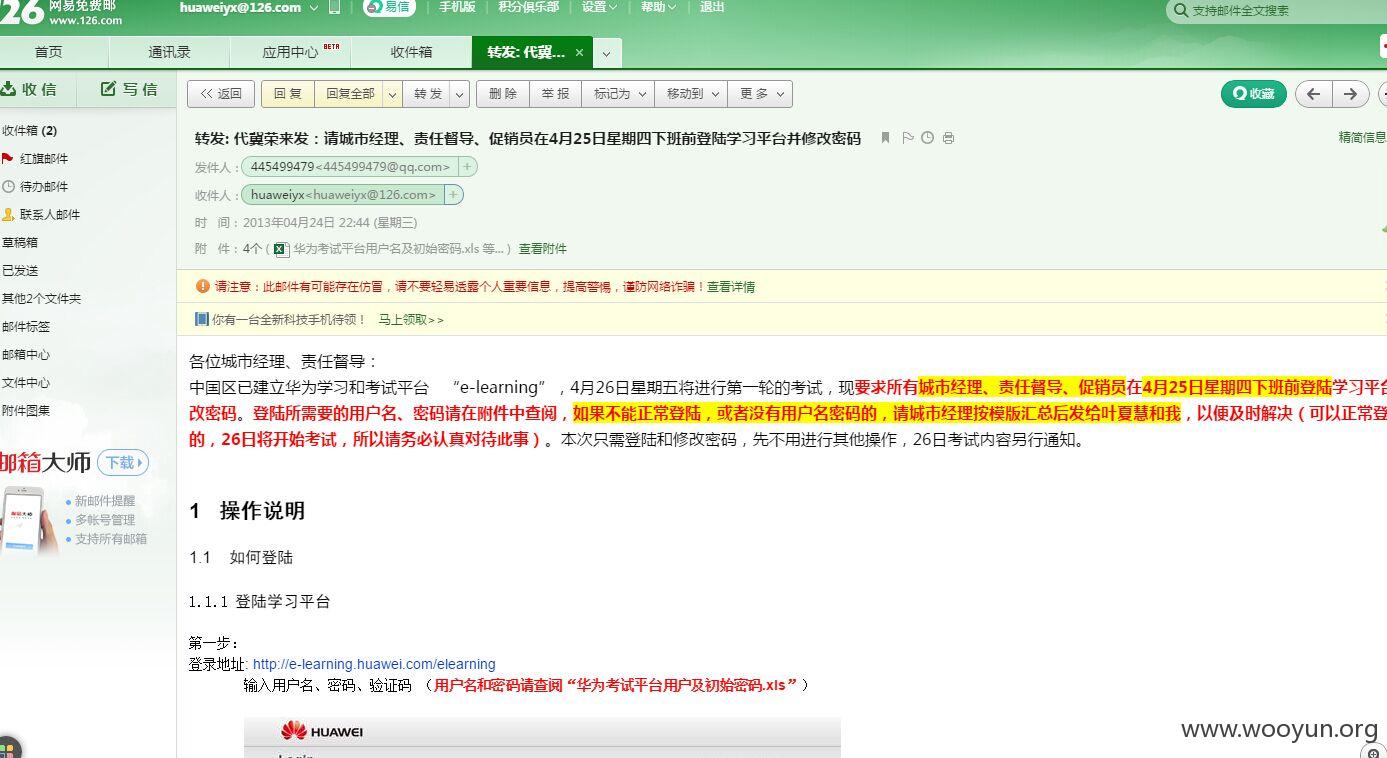 126 网易免费邮
www.126.com
huaweiyx@126.com 易信 手机版 积分俱乐部 设置 帮助 退出
支持邮件全文搜索
首页 通讯录 应用中心 BETA 收件箱 转发: 代冀... ×
收信 写信
<< 返回 回复 回复全部 转发 删除 举报 标记为 移动到 更多
收藏
收件箱 (2)
红旗邮件
待办邮件
联系人邮件
草稿箱
已发送
其他2个文件夹
邮件标签
邮箱中心
文件中心
附件图集
邮箱大师 下载
新邮件提醒
多帐号管理
支持所有邮箱
转发: 代冀荣来发：请城市经理、责任督导、促销员在4月25日星期四下班前登陆学习平台并修改密码
精简信息
发件人：445499479<445499479@qq.com> +
收件人：huaweiyx<huaweiyx@126.com> +
时 间：2013年04月24日 22:44 (星期三)
附 件：4个 ( 华为考试平台用户名及初始密码.xls 等... ) 查看附件
请注意：此邮件有可能存在仿冒，请不要轻易透露个人重要信息，提高警惕，谨防网络诈骗！查看详情
你有一台全新科技手机待领！ 马上领取>>
各位城市经理、责任督导：
中国区已建立华为学习和考试平台 “e-learning”，4月26日星期五将进行第一轮的考试，现要求所有城市经理、责任督导、促销员在4月25日星期四下班前登陆学习平台
改密码。登陆所需要的用户名、密码请在附件中查阅，如果不能正常登陆，或者没有用户名密码的，请城市经理按模版汇总后发给叶夏慧和我，以便及时解决（可以正常登
的，26日将开始考试，所以请务必认真对待此事）。本次只需登陆和修改密码，先不用进行其他操作，26日考试内容另行通知。
1 操作说明
1.1 如何登陆
1.1.1 登陆学习平台
第一步：
登录地址: http://e-learning.huawei.com/elearning
输入用户名、密码、验证码 （用户名和密码请查阅“华为考试平台用户及初始密码.xls”）
HUAWEI
Login
www.wooyun.org